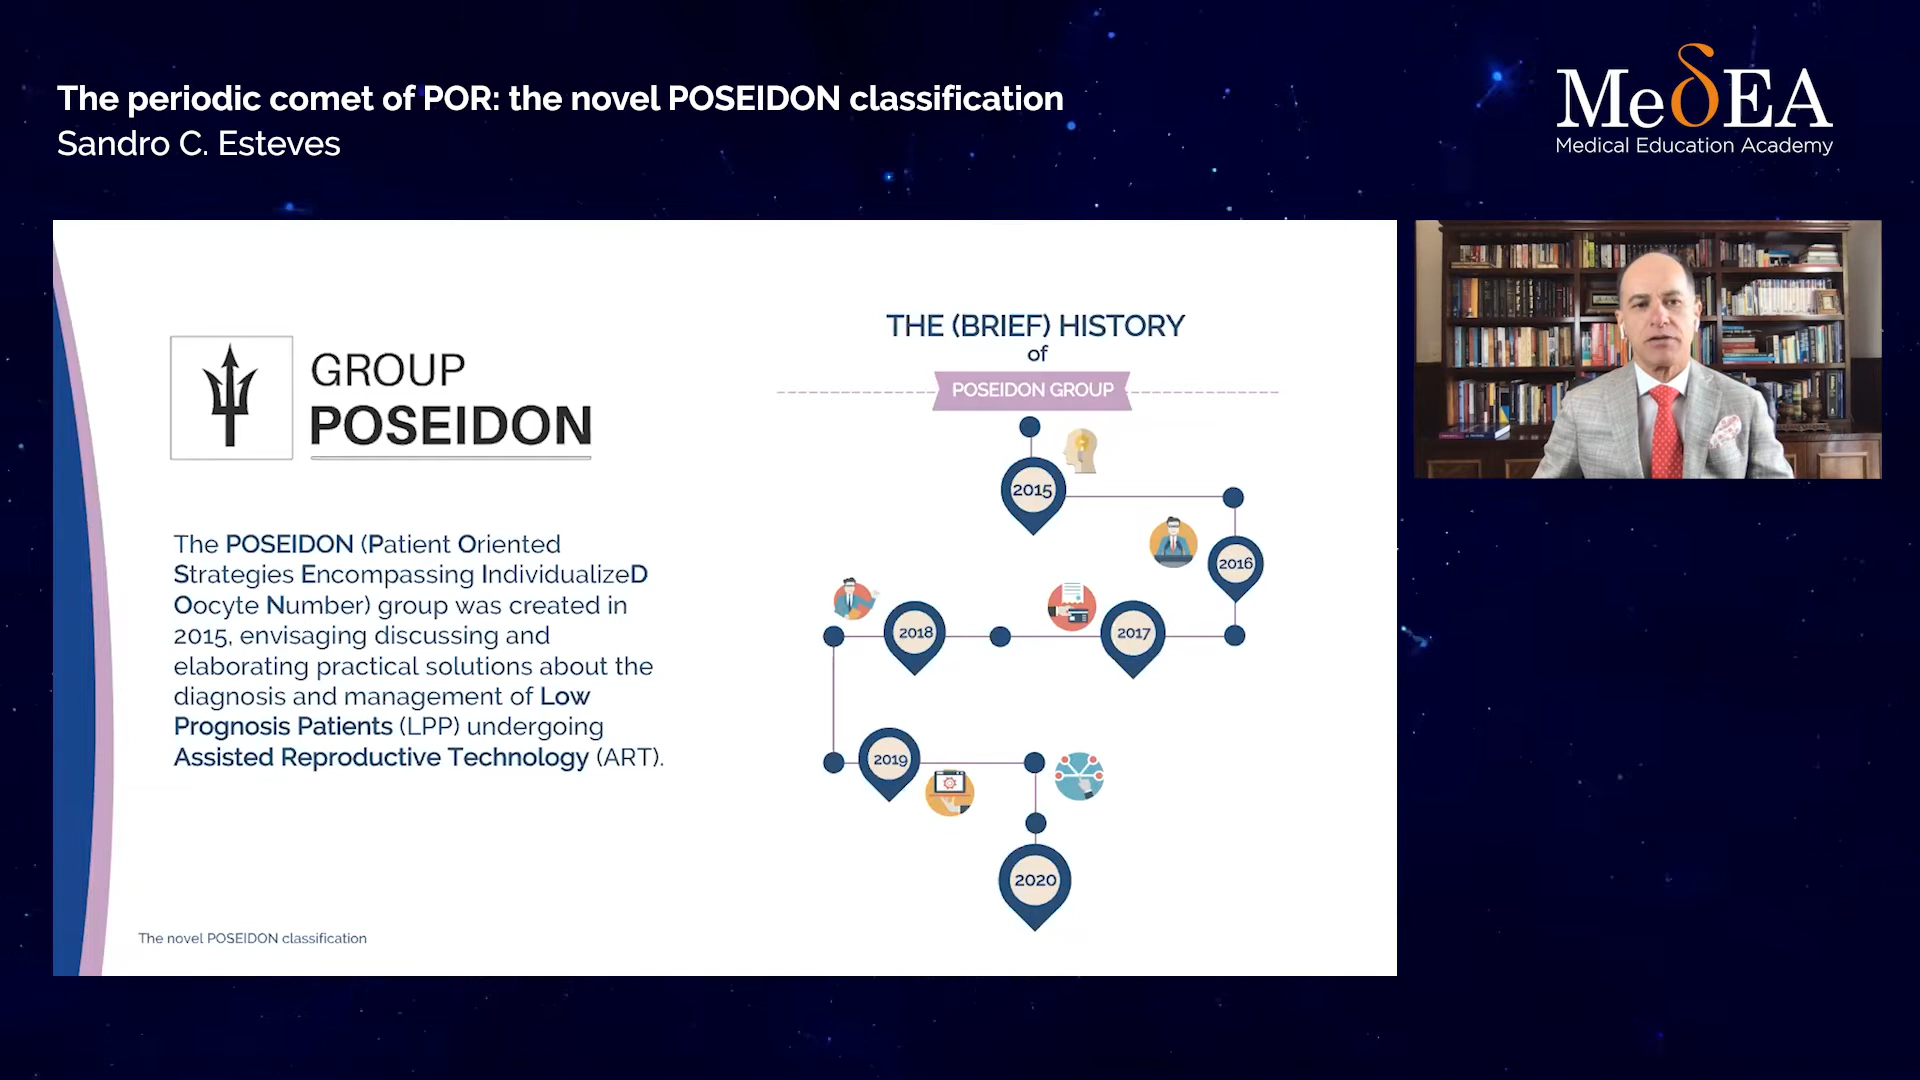 The periodic comet of POR: the novel POSEIDON classification
Sandro C. Esteves
MeδEA
Medical Education Academy
GROUP
POSEIDON
The POSEIDON (Patient Oriented
Strategies Encompassing IndividualizeD
Oocyte Number) group was created in
2015, envisaging discussing and
elaborating practical solutions about the
diagnosis and management of Low
Prognosis Patients (LPP) undergoing
Assisted Reproductive Technology (ART).
The novel POSEIDON classification
THE (BRIEF) HISTORY
of
POSEIDON GROUP
2015
2016
2017
2018
2019
2020